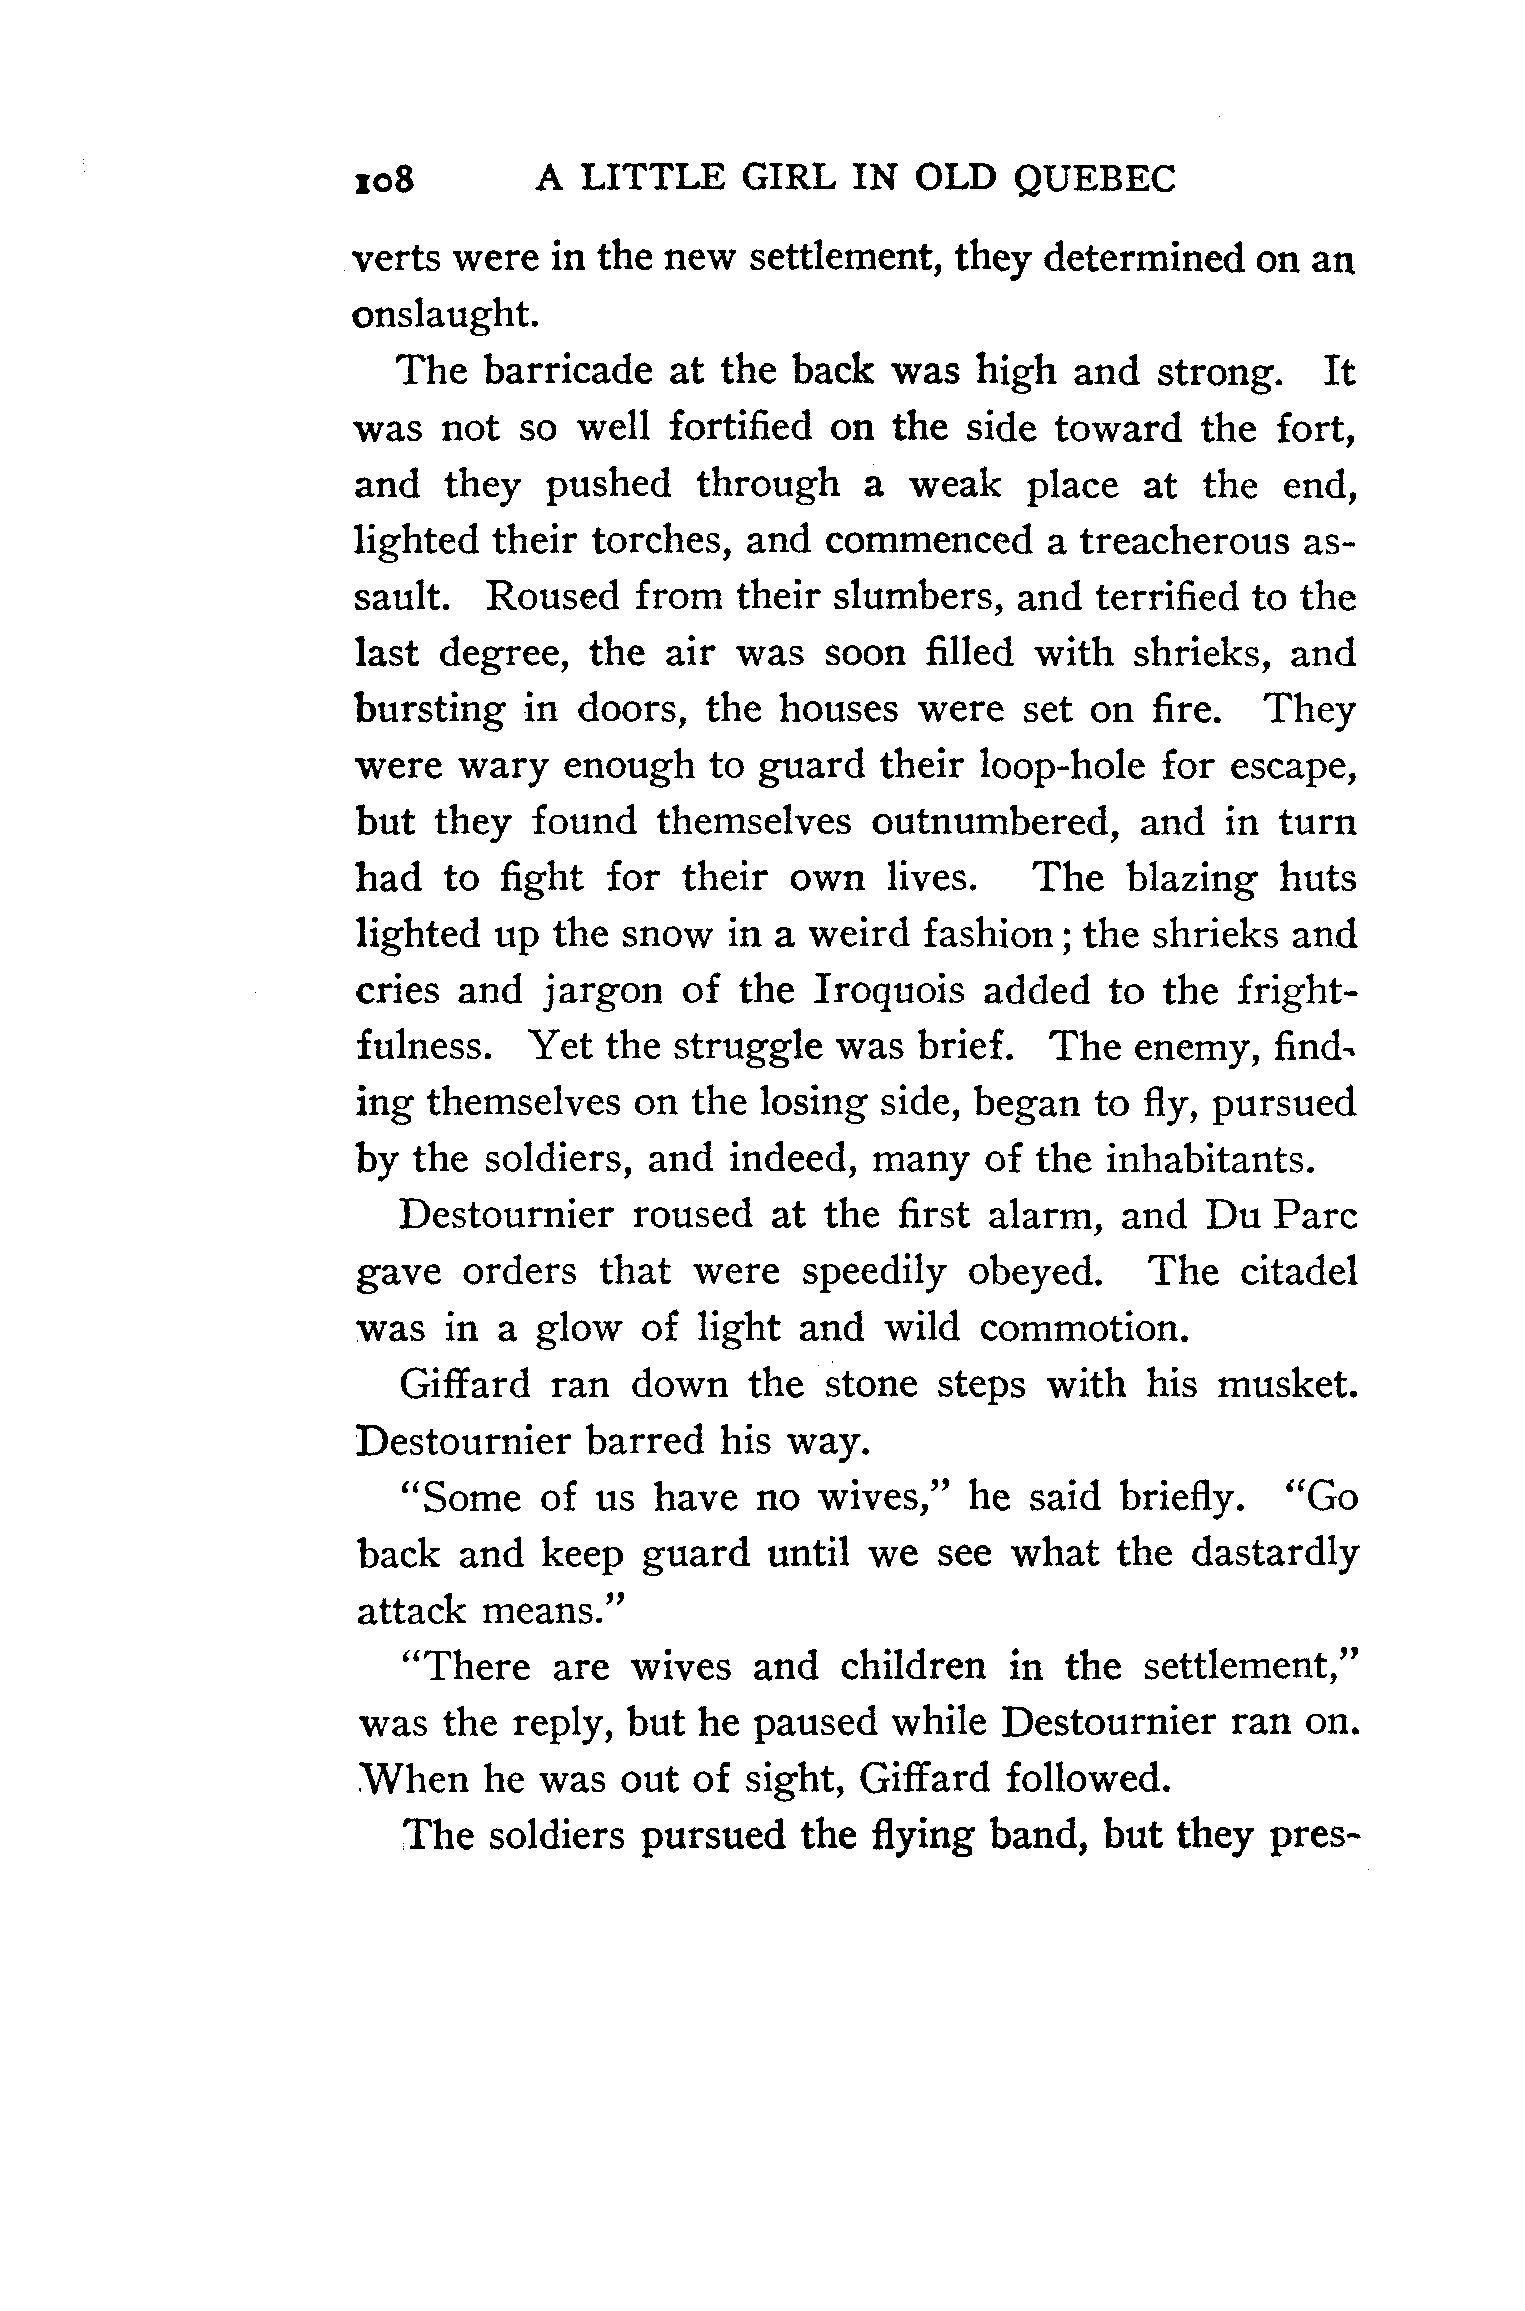 108 A LITTLE GIRL IN OLD QUEBEC
verts were in the new settlement, they determined on an
onslaught.
The barricade at the back was high and strong. It
was not so well fortified on the side toward the fort,
and they pushed through a weak place at the end,
lighted their torches, and commenced a treacherous as-
sault. Roused from their slumbers, and terrified to the
last degree, the air was soon filled with shrieks, and
bursting in doors, the houses were set on fire. They
were wary enough to guard their loop-hole for escape,
but they found themselves outnumbered, and in turn
had to fight for their own lives. The blazing huts
lighted up the snow in a weird fashion; the shrieks and
cries and jargon of the Iroquois added to the fright-
fulness. Yet the struggle was brief. The enemy, find-
ing themselves on the losing side, began to fly, pursued
by the soldiers, and indeed, many of the inhabitants.
Destournier roused at the first alarm, and Du Parc
gave orders that were speedily obeyed. The citadel
was in a glow of light and wild commotion.
Giffard ran down the stone steps with his musket.
Destournier barred his way.
“Some of us have no wives,” he said briefly. “Go
back and keep guard until we see what the dastardly
attack means.”
“There are wives and children in the settlement,”
was the reply, but he paused while Destournier ran on.
When he was out of sight, Giffard followed.
The soldiers pursued the flying band, but they pres-